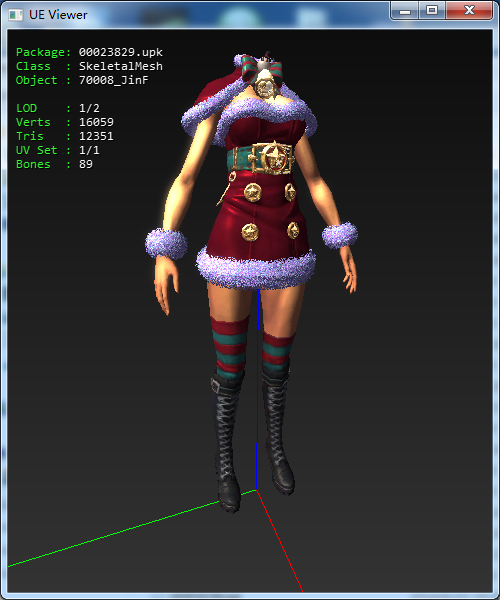 UE Viewer
Package: 00023829.upk
Class : SkeletalMesh
Object : 70008_JinF
LOD : 1/2
Verts : 16059
Tris : 12351
UV Set : 1/1
Bones : 89